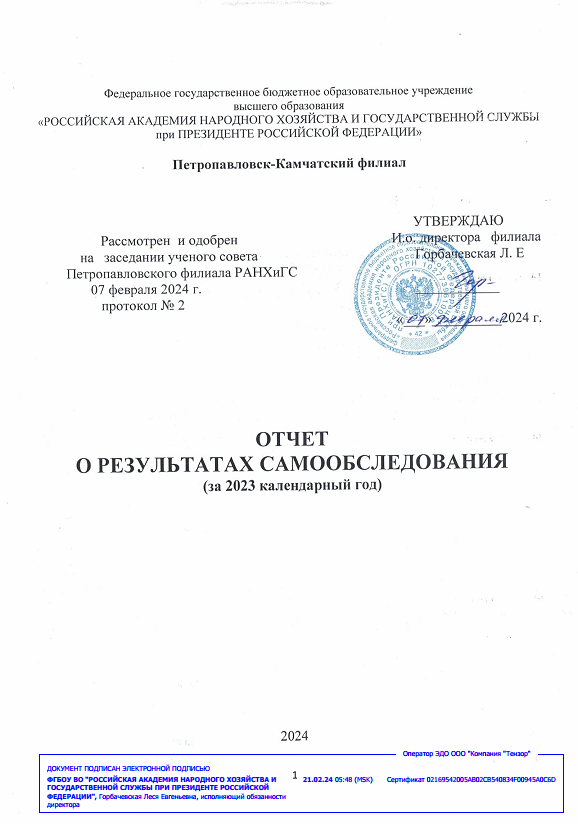 Федеральное государственное бюджетное образовательное учреждение
высшего образования
«РОССИЙСКАЯ АКАДЕМИЯ НАРОДНОГО ХОЗЯЙСТВА И ГОСУДАРСТВЕННОЙ СЛУЖБЫ
при ПРЕЗИДЕНТЕ РОССИЙСКОЙ ФЕДЕРАЦИИ»
Петропавловск-Камчатский филиал
Рассмотрен и одобрен
на заседании ученого совета
Петропавловского филиала РАНХиГС
07 февраля 2024 г.
протокол № 2
УТВЕРЖДАЮ
И.о. директора филиала
Горбачевская Л. Е
«07» февраля 2024 г.
ОТЧЕТ
О РЕЗУЛЬТАТАХ САМООБСЛЕДОВАНИЯ
(за 2023 календарный год)
2024
Оператор ЭДО ООО "Компания "Тензор"
ДОКУМЕНТ ПОДПИСАН ЭЛЕКТРОННОЙ ПОДПИСЬЮ
ФГБОУ ВО "РОССИЙСКАЯ АКАДЕМИЯ НАРОДНОГО ХОЗЯЙСТВА И
ГОСУДАРСТВЕННОЙ СЛУЖБЫ ПРИ ПРЕЗИДЕНТЕ РОССИЙСКОЙ
ФЕДЕРАЦИИ", Горбачевская Леся Евгеньевна, исполняющий обязанности
директора
1
21.02.24 05:48 (MSK)
Сертификат 02169542005AB02CB540834F00945A0C6D